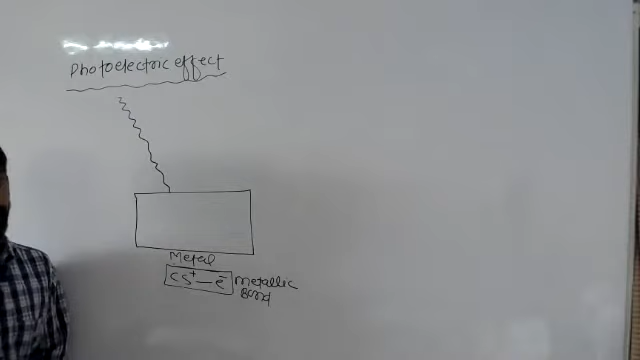 Photoelectric effect
Metal
Cs⁺ — e⁻ Metallic
Bond